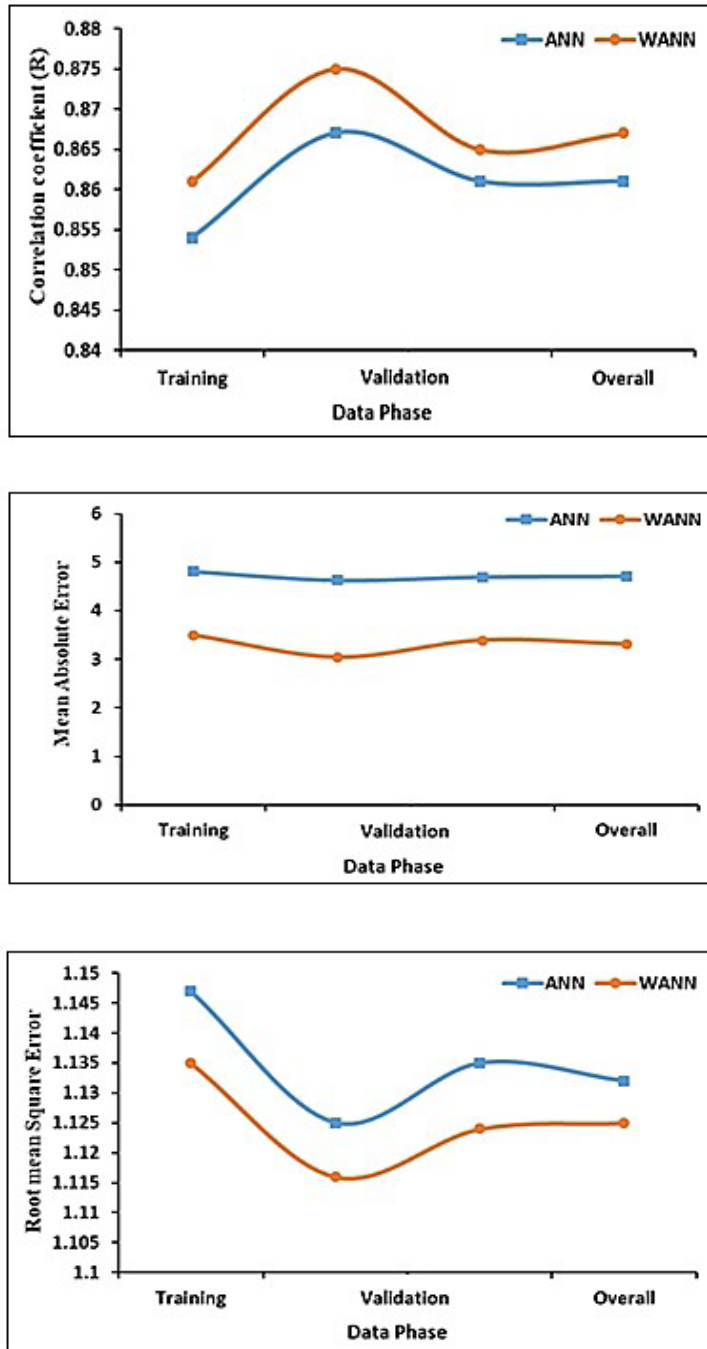 ANN WANN
0.88
0.875
0.87
0.865
0.86
0.855
0.85
0.845
0.84
Correlation coefficient (R)
Training Validation Overall
Data Phase
ANN WANN
6
5
4
3
2
1
0
Mean Absolute Error
Training Validation Overall
Data Phase
ANN WANN
1.15
1.145
1.14
1.135
1.13
1.125
1.12
1.115
1.11
1.105
1.1
Root mean Square Error
Training Validation Overall
Data Phase